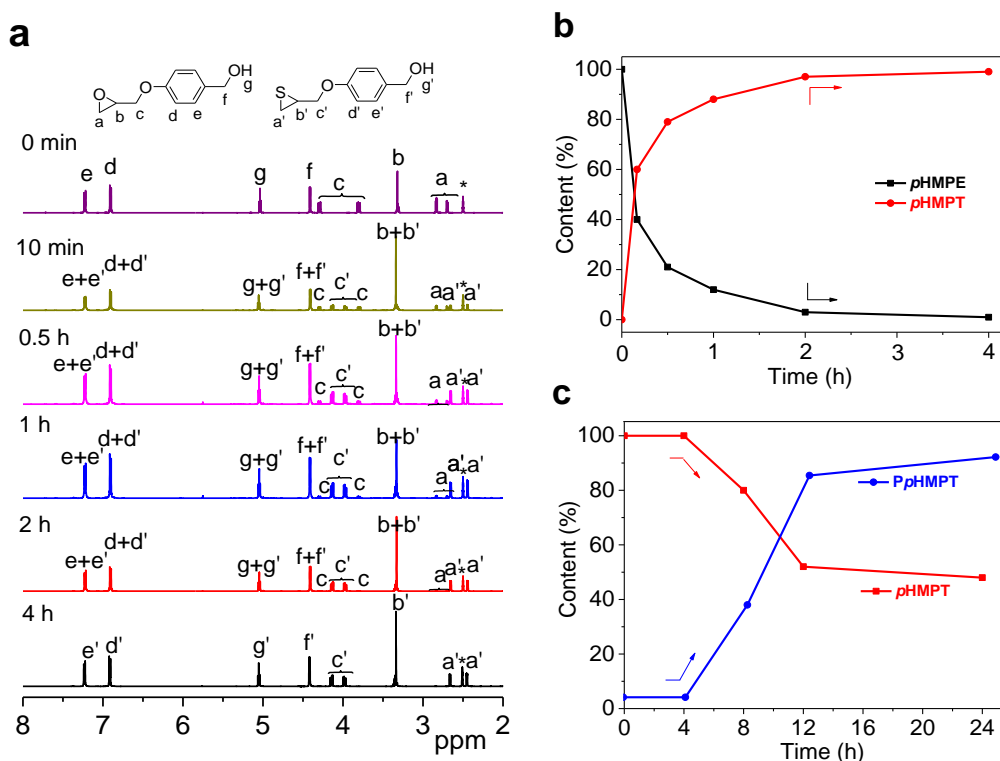 a
O
O
OH
g
f
a
b
c
d
e
S
O
OH
g'
f'
a'
b'
c'
d'
e'
0 min
e d g f c b a *
10 min
e+e' d+d' g+g' f+f' c c' c b+b' a a' * a'
0.5 h
e+e' d+d' g+g' f+f' c c' c b+b' a a' * a'
1 h
e+e' d+d' g+g' f+f' c c' c b+b' a a' * a'
2 h
e+e' d+d' g+g' f+f' c c' c b+b' a a' * a'
4 h
e' d' g' f' c' b' a' * a'
8 7 6 5 4 3 2
ppm
b
100
80
60
40
20
0
Content (%)
pHMPE
pHMPT
0 1 2 3 4
Time (h)
c
100
80
60
40
20
0
Content (%)
PpHMPT
pHMPT
0 4 8 12 16 20 24
Time (h)